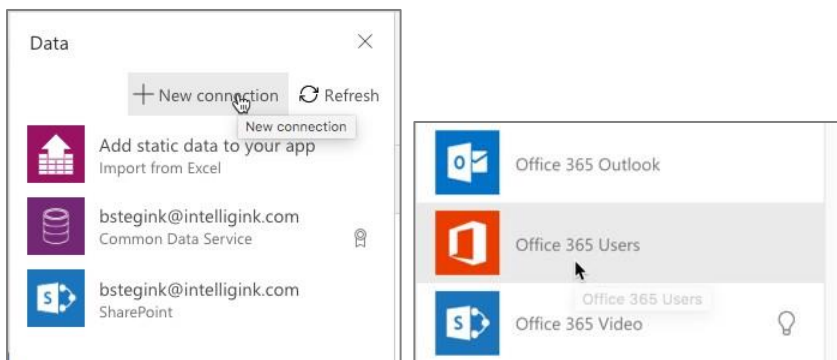 Data
New connection
Refresh
New connection
Add static data to your app
Import from Excel
bstegink@intelligink.com
Common Data Service
bstegink@intelligink.com
SharePoint
Office 365 Outlook
Office 365 Users
Office 365 Users
Office 365 Video